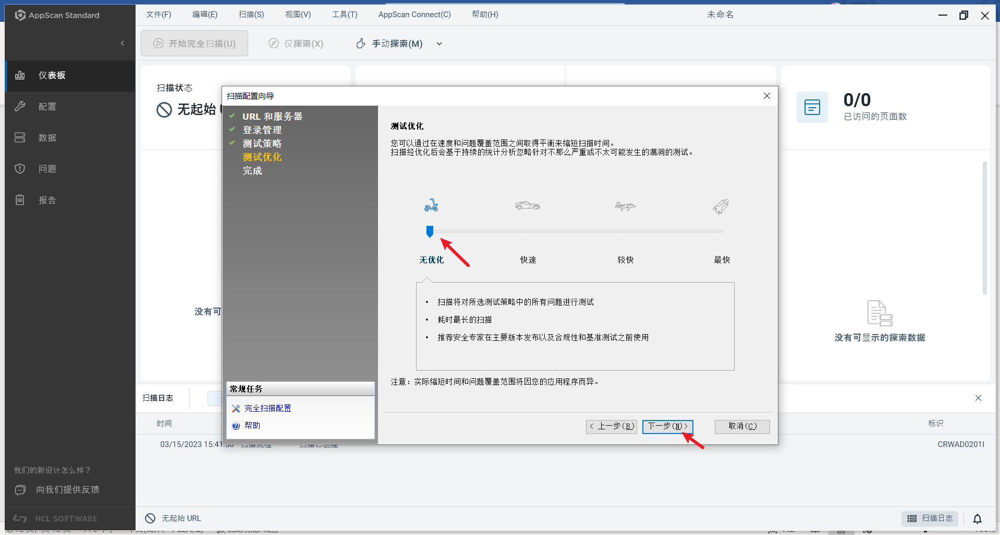 AppScan Standard
文件(F) 编辑(E) 扫描(S) 视图(V) 工具(T) AppScan Connect(C) 帮助(H) 未命名
开始完全扫描(U) 仅探索(X) 手动探索(M)
仪表板
配置
数据
问题
报告
我们的新设计怎么样？
向我们提供反馈
HCL SOFTWARE
扫描状态
无起始
0/0
已访问的页面数
没有可
没有可显示的探索数据
扫描配置向导
URL 和服务器
登录管理
测试策略
测试优化
完成
常规任务
完全扫描配置
帮助
测试优化
您可以通过在速度和问题覆盖范围之间取得平衡来缩短扫描时间。
扫描经优化后会基于持续的统计分析忽略针对不那么严重或不太可能发生的漏洞的测试。
无优化 快速 较快 最快
• 扫描将对所选测试策略中的所有问题进行测试
• 耗时最长的扫描
• 推荐安全专家在主要版本发布以及合规性和基准测试之前使用
注意：实际缩短时间和问题覆盖范围将因您的应用程序而异。
< 上一步(B) 下一步(N)> 取消(C)
扫描日志
时间 标识
03/15/2023 15:41:56 扫描流程 扫描已创建 CRWAD0201I
无起始 URL 扫描日志